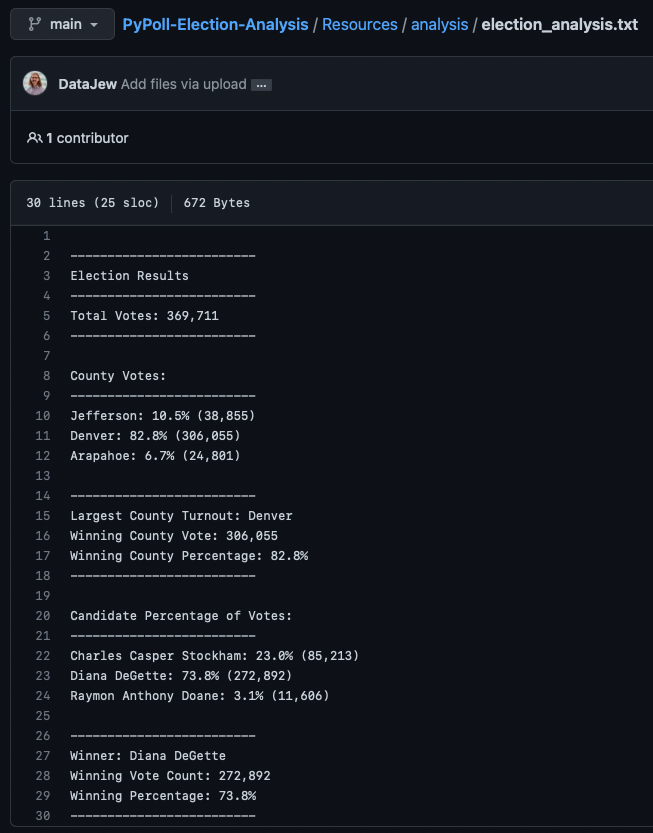 main PyPoll-Election-Analysis / Resources / analysis / election_analysis.txt
DataJew Add files via upload ...
1 contributor
30 lines (25 sloc) 672 Bytes
1
2 -------------------------
3 Election Results
4 -------------------------
5 Total Votes: 369,711
6 -------------------------
7
8 County Votes:
9 -------------------------
10 Jefferson: 10.5% (38,855)
11 Denver: 82.8% (306,055)
12 Arapahoe: 6.7% (24,801)
13
14 -------------------------
15 Largest County Turnout: Denver
16 Winning County Vote: 306,055
17 Winning County Percentage: 82.8%
18 -------------------------
19
20 Candidate Percentage of Votes:
21 -------------------------
22 Charles Casper Stockham: 23.0% (85,213)
23 Diana DeGette: 73.8% (272,892)
24 Raymon Anthony Doane: 3.1% (11,606)
25
26 -------------------------
27 Winner: Diana DeGette
28 Winning Vote Count: 272,892
29 Winning Percentage: 73.8%
30 -------------------------